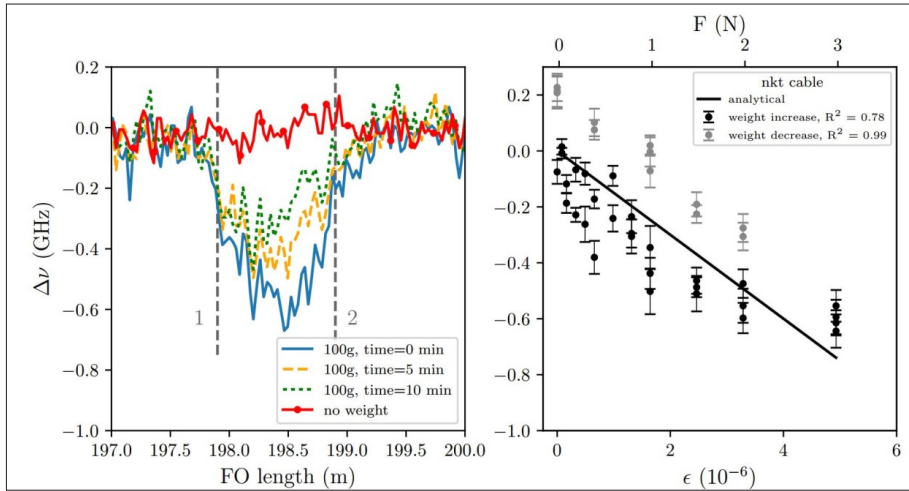 0.2
0.0
−0.2
−0.4
−0.6
−0.8
−1.0
Δν (GHz)
1
2
100g, time=0 min
100g, time=5 min
100g, time=10 min
no weight
197.0
197.5
198.0
198.5
199.0
199.5
200.0
FO length (m)
F (N)
0
1
2
3
4
0.2
0.0
−0.2
−0.4
−0.6
−0.8
−1.0
nkt cable
analytical
weight increase, R² = 0.78
weight decrease, R² = 0.99
0
2
4
6
ϵ (10⁻⁶)